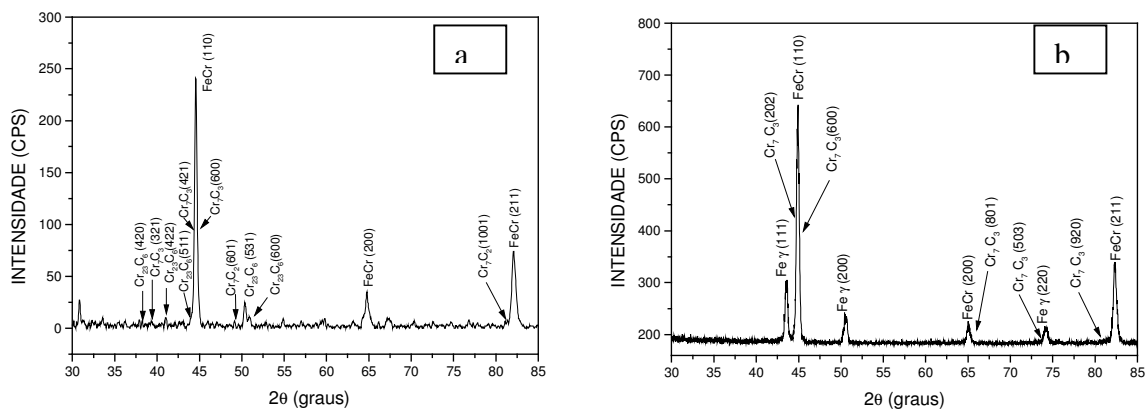 a
INTENSIDADE (CPS)
300
250
200
150
100
50
0
Cr23C6 (420)
Cr7C3 (321)
Cr23C6 (422)
Cr23C6 (511)
Cr7C3(421)
FeCr (110)
Cr7C3(600)
Cr7C2(601)
Cr23C6 (531)
Cr23C6 (600)
FeCr (200)
Cr7C2(1001)
FeCr (211)
30 35 40 45 50 55 60 65 70 75 80 85
2θ (graus)
b
INTENSIDADE (CPS)
800
700
600
500
400
300
200
Fe γ (111)
Cr7 C3(202)
FeCr (110)
Cr7 C3(600)
Fe γ (200)
FeCr (200)
Cr7 C3 (801)
Cr7 C3 (503)
Fe γ (220)
Cr7 C3 (920)
FeCr (211)
30 35 40 45 50 55 60 65 70 75 80 85
2θ (graus)